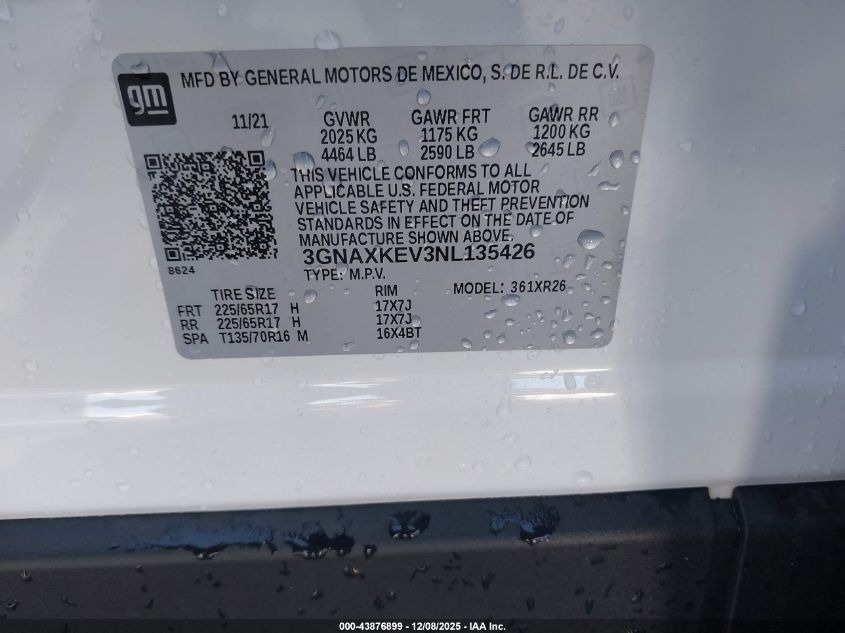 gm
MFD BY GENERAL MOTORS DE MEXICO, S. DE R.L. DE C.V.
11/21 GVWR GAWR FRT GAWR RR
2025 KG 1175 KG 1200 KG
4464 LB 2590 LB 2645 LB
THIS VEHICLE CONFORMS TO ALL
APPLICABLE U.S. FEDERAL MOTOR
VEHICLE SAFETY AND THEFT PREVENTION
STANDARDS IN EFFECT ON THE DATE OF
MANUFACTURE SHOWN ABOVE.
3GNAXKEV3NL135426
8624
TYPE: M.P.V.
MODEL: 361XR26
TIRE SIZE RIM
FRT 225/65R17 H 17X7J
RR 225/65R17 H 17X7J
SPA T135/70R16 M 16X4BT
000-43876899 - 12/08/2025 - IAA Inc.